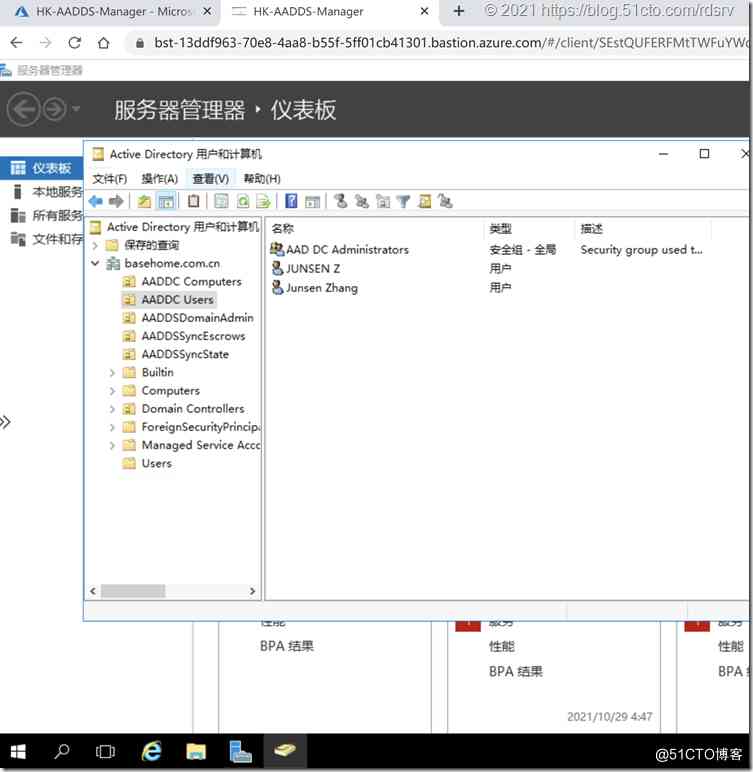 HK-AADDS-Manager - Micros
HK-AADDS-Manager
© 2021 https://blog.51cto.com/rdsrv
bst-13ddf963-70e8-4aa8-b55f-5ff01cb41301.bastion.azure.com/#/client/SEstQUFERFMtTWFuYW
服务器管理器
服务器管理器 ‣ 仪表板
仪表板
本地服务
所有服务
文件和存
Active Directory 用户和计算机
文件(F) 操作(A) 查看(V) 帮助(H)
Active Directory 用户和计算机
保存的查询
basehome.com.cn
AADDC Computers
AADDC Users
AADDSDomainAdmin
AADDSSyncEscrows
AADDSSyncState
Builtin
Computers
Domain Controllers
ForeignSecurityPrincipa
Managed Service Acco
Users
名称 类型 描述
AAD DC Administrators 安全组 - 全局 Security group used t...
JUNSEN Z 用户
Junsen Zhang 用户
性能
BPA 结果
服务
性能
BPA 结果
2021/10/29 4:47
服务
性能
BPA
@51CTO博客